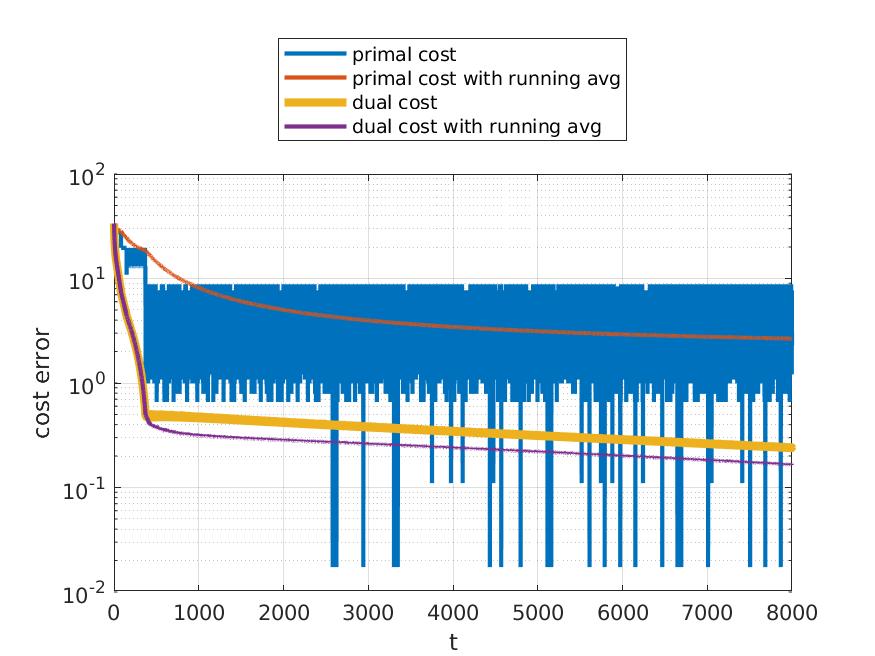 primal cost
primal cost with running avg
dual cost
dual cost with running avg
cost error
10^2
10^1
10^0
10^-1
10^-2
0 1000 2000 3000 4000 5000 6000 7000 8000
t